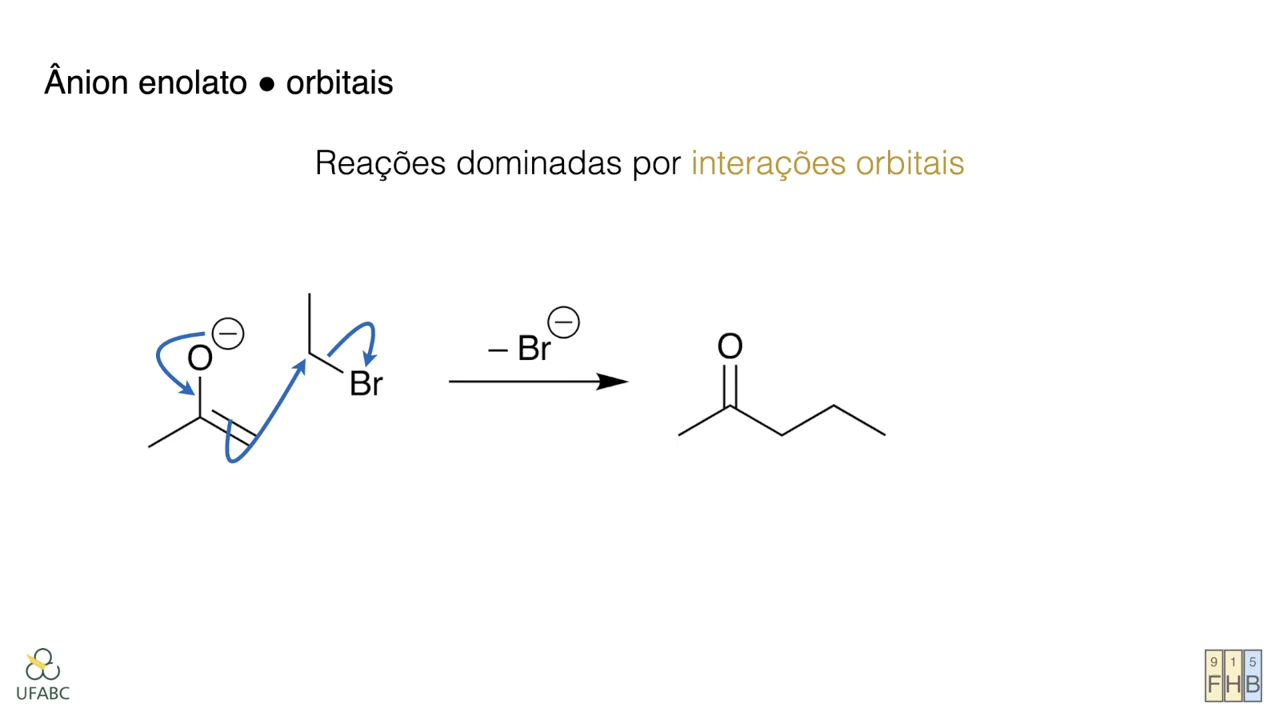 Ânion enolato ● orbitais
Reações dominadas por interações orbitais
O −
Br
– Br −
O
UFABC
9 1 5
F H B